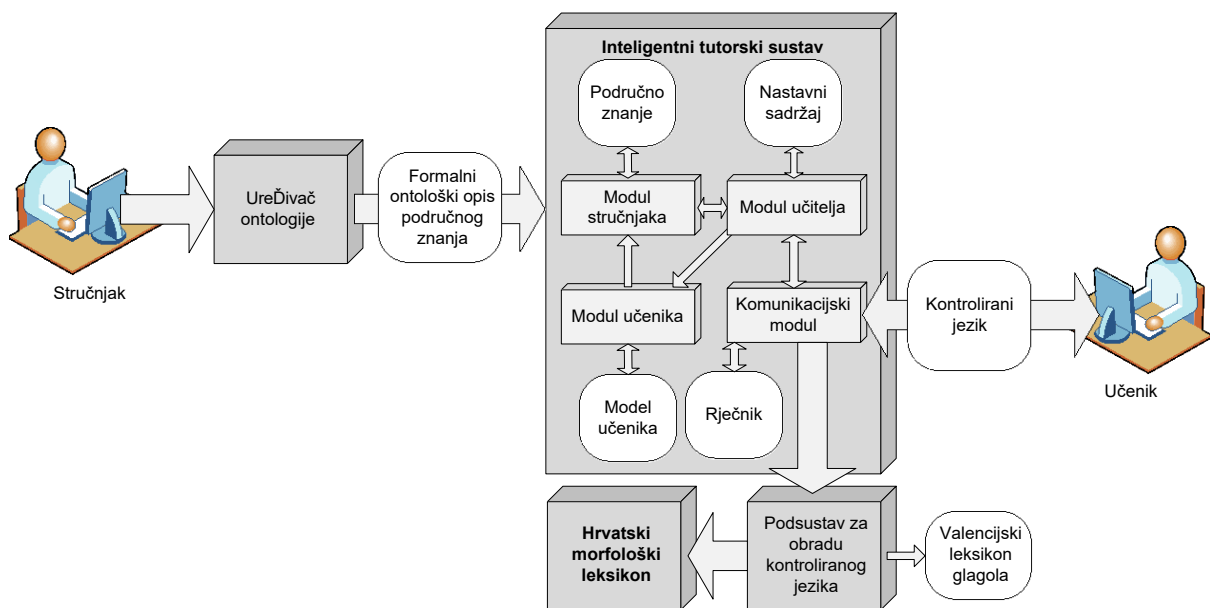 Inteligentni tutorski sustav
Područno
znanje
Nastavni
sadržaj
UreĐivač
ontologije
Formalni
ontološki opis
područnog
znanja
Modul
stručnjaka
Modul učitelja
Stručnjak
Modul učenika
Komunikacijski
modul
Kontrolirani
jezik
Učenik
Model
učenika
Rječnik
Hrvatski
morfološki
leksikon
Podsustav za
obradu
kontroliranog
jezika
Valencijski
leksikon
glagola